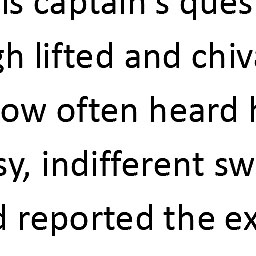 is captain's ques
gh lifted and chiva
ow often heard h
sy, indifferent sw
d reported the ex